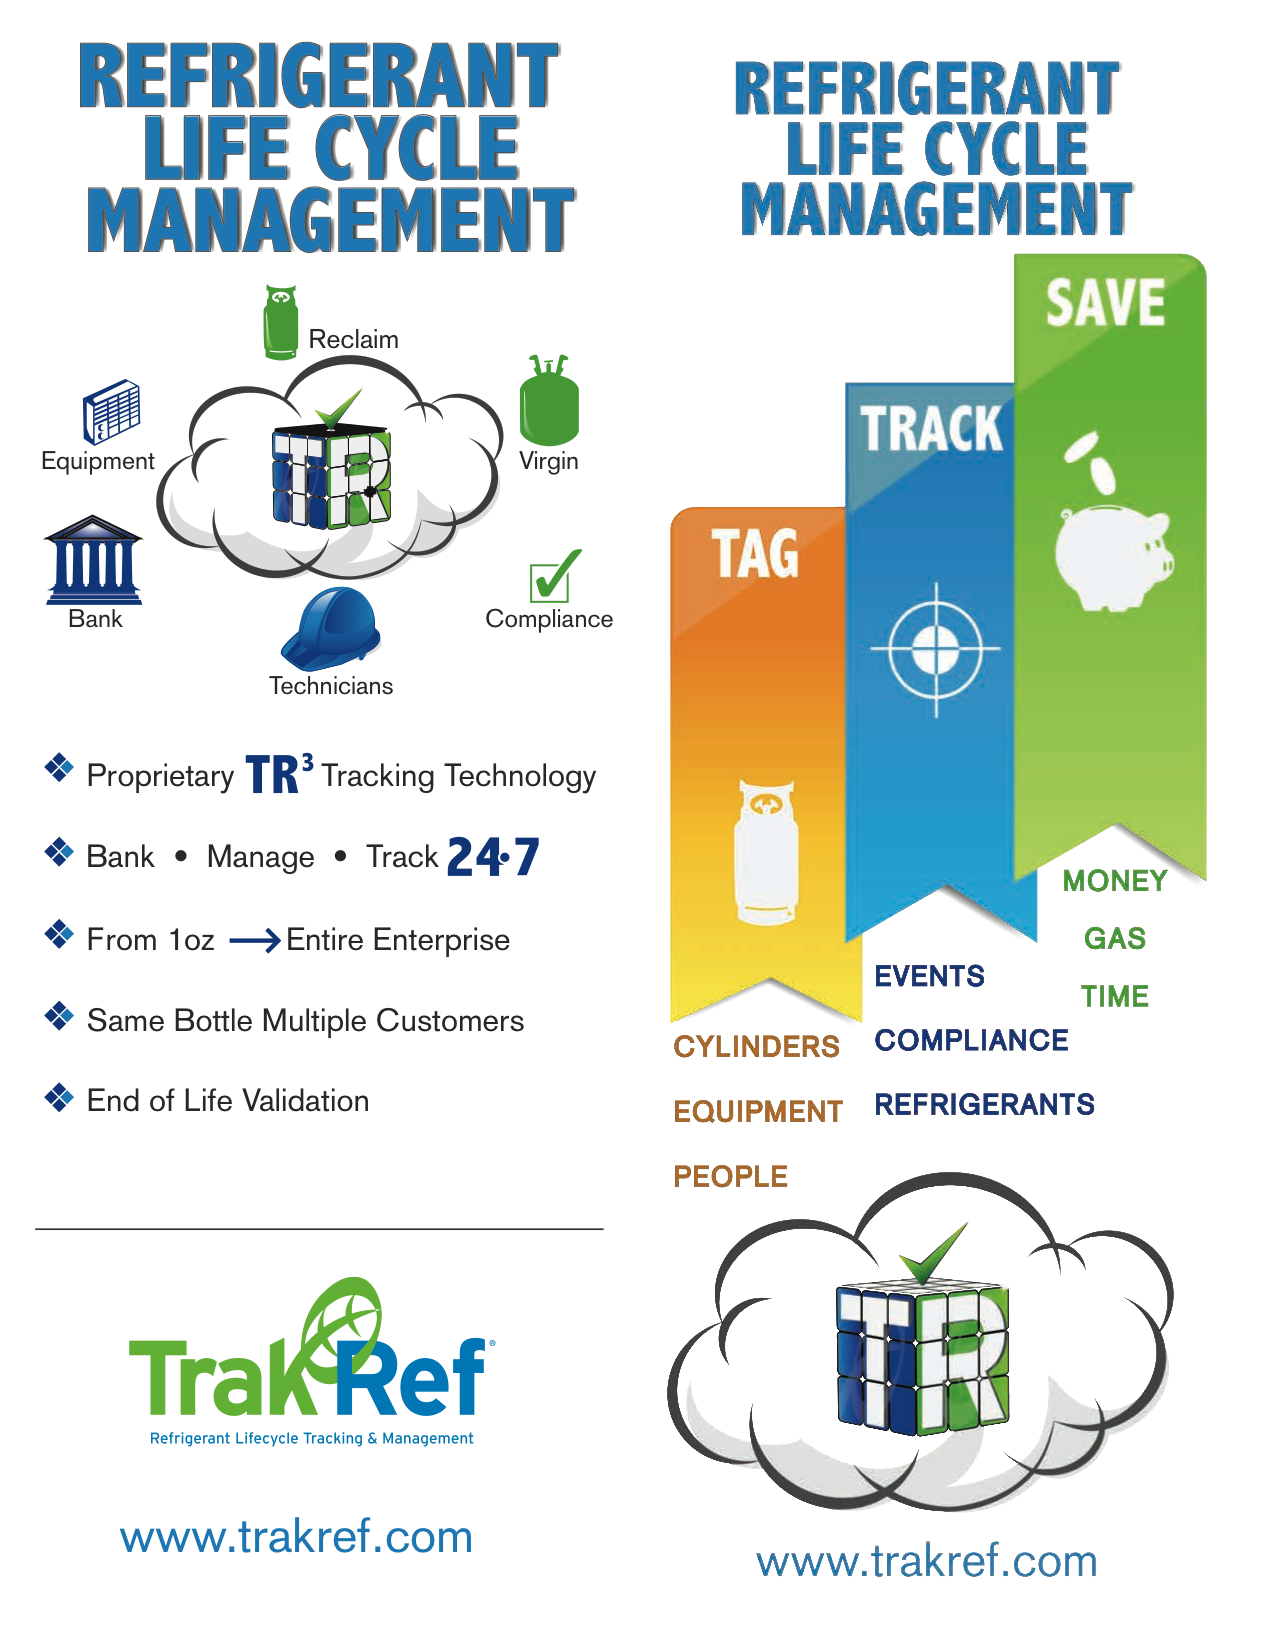 REFRIGERANT
LIFE CYCLE
MANAGEMENT
Reclaim
Equipment
Virgin
TR
Bank
Compliance
Technicians
Proprietary TR³ Tracking Technology
Bank • Manage • Track 24•7
From 1oz → Entire Enterprise
Same Bottle Multiple Customers
End of Life Validation
TrakRef®
Refrigerant Lifecycle Tracking & Management
www.trakref.com
REFRIGERANT
LIFE CYCLE
MANAGEMENT
TAG
TRACK
SAVE
CYLINDERS
EQUIPMENT
PEOPLE
EVENTS
COMPLIANCE
REFRIGERANTS
MONEY
GAS
TIME
TR
www.trakref.com